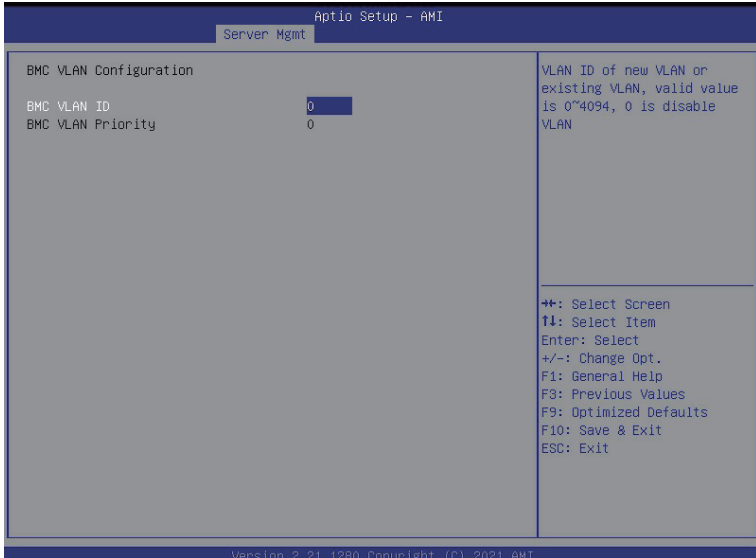 Aptio Setup – AMI
Server Mgmt
BMC VLAN Configuration
BMC VLAN ID 0
BMC VLAN Priority 0
VLAN ID of new VLAN or
existing VLAN, valid value
is 0~4094, 0 is disable
VLAN
→←: Select Screen
↑↓: Select Item
Enter: Select
+/-: Change Opt.
F1: General Help
F3: Previous Values
F9: Optimized Defaults
F10: Save & Exit
ESC: Exit
Version 2.21.1280 Copyright (C) 2021 AMI